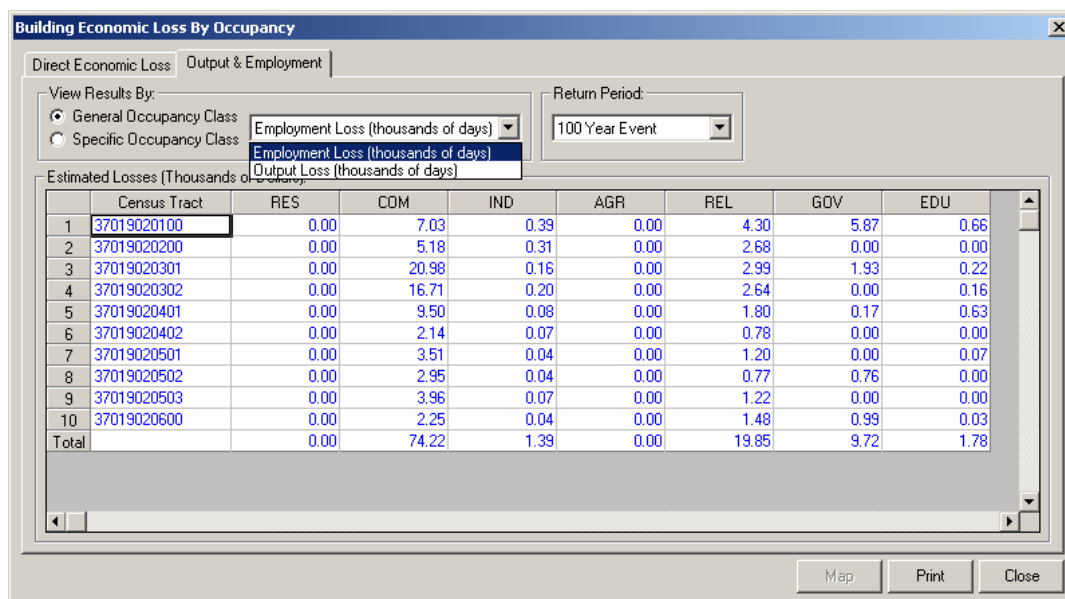 Building Economic Loss By Occupancy
Direct Economic Loss Output & Employment
View Results By: Return Period:
General Occupancy Class
Employment Loss (thousands of days) 100 Year Event
Specific Occupancy Class
Employment Loss (thousands of days)
Output Loss (thousands of days)
Estimated Losses (Thousands o
Census Tract RES COM IND AGR REL GOV EDU
1 37019020100 0.00 7.03 0.39 0.00 4.30 5.87 0.66
2 37019020200 0.00 5.18 0.31 0.00 2.68 0.00 0.00
3 37019020301 0.00 20.98 0.16 0.00 2.99 1.93 0.22
4 37019020302 0.00 16.71 0.20 0.00 2.64 0.00 0.16
5 37019020401 0.00 9.50 0.08 0.00 1.80 0.17 0.63
6 37019020402 0.00 2.14 0.07 0.00 0.78 0.00 0.00
7 37019020501 0.00 3.51 0.04 0.00 1.20 0.00 0.07
8 37019020502 0.00 2.95 0.04 0.00 0.77 0.76 0.00
9 37019020503 0.00 3.96 0.07 0.00 1.22 0.00 0.00
10 37019020600 0.00 2.25 0.04 0.00 1.48 0.99 0.03
Total 0.00 74.22 1.39 0.00 19.85 9.72 1.78
Map Print Close